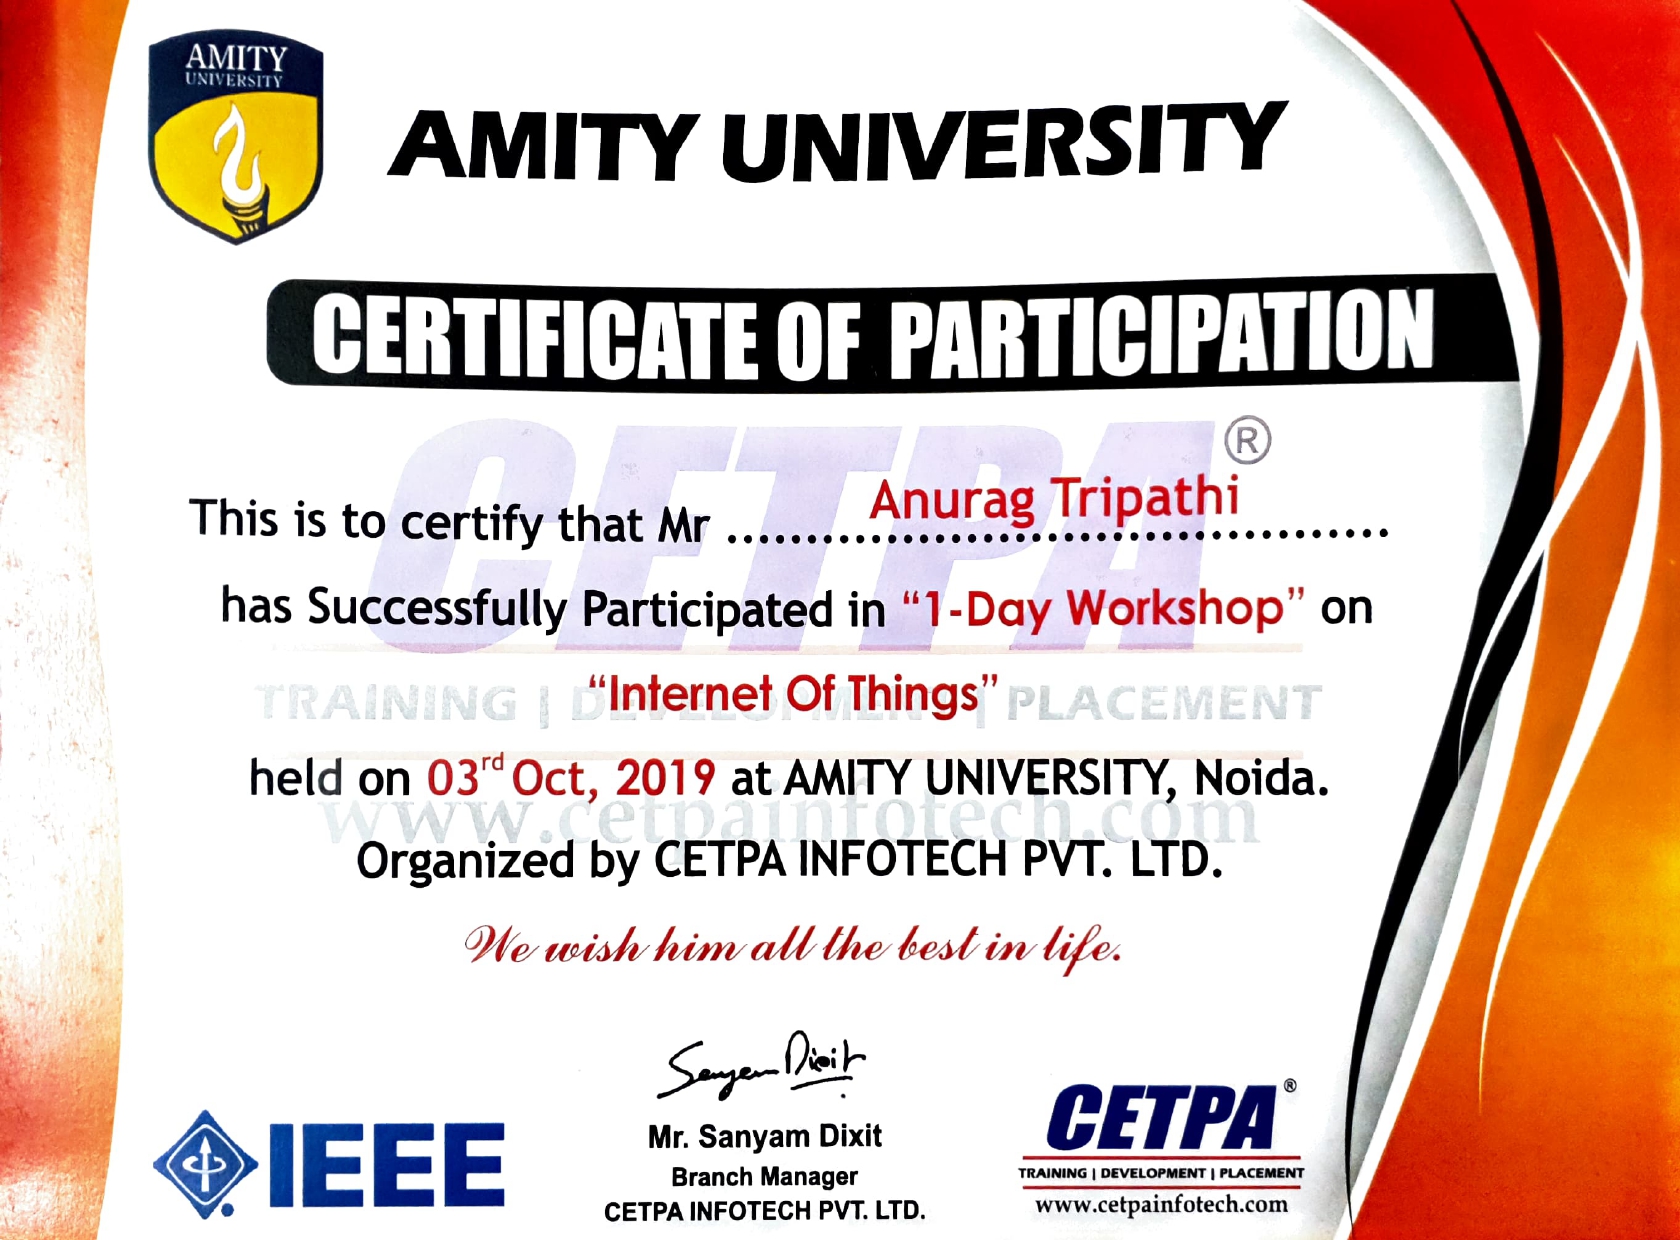 AMITY
UNIVERSITY
AMITY UNIVERSITY
CERTIFICATE OF PARTICIPATION
CETPA®
This is to certify that Mr ........................................... Anurag Tripathi
has Successfully Participated in “1-Day Workshop” on
“Internet Of Things”
TRAINING | DEVELOPMENT | PLACEMENT
held on 03rd Oct, 2019 at AMITY UNIVERSITY, Noida.
www.cetpainfotech.com
Organized by CETPA INFOTECH PVT. LTD.
We wish him all the best in life.
Sanyam Dixit
Mr. Sanyam Dixit
Branch Manager
CETPA INFOTECH PVT. LTD.
IEEE
CETPA®
TRAINING | DEVELOPMENT | PLACEMENT
www.cetpainfotech.com